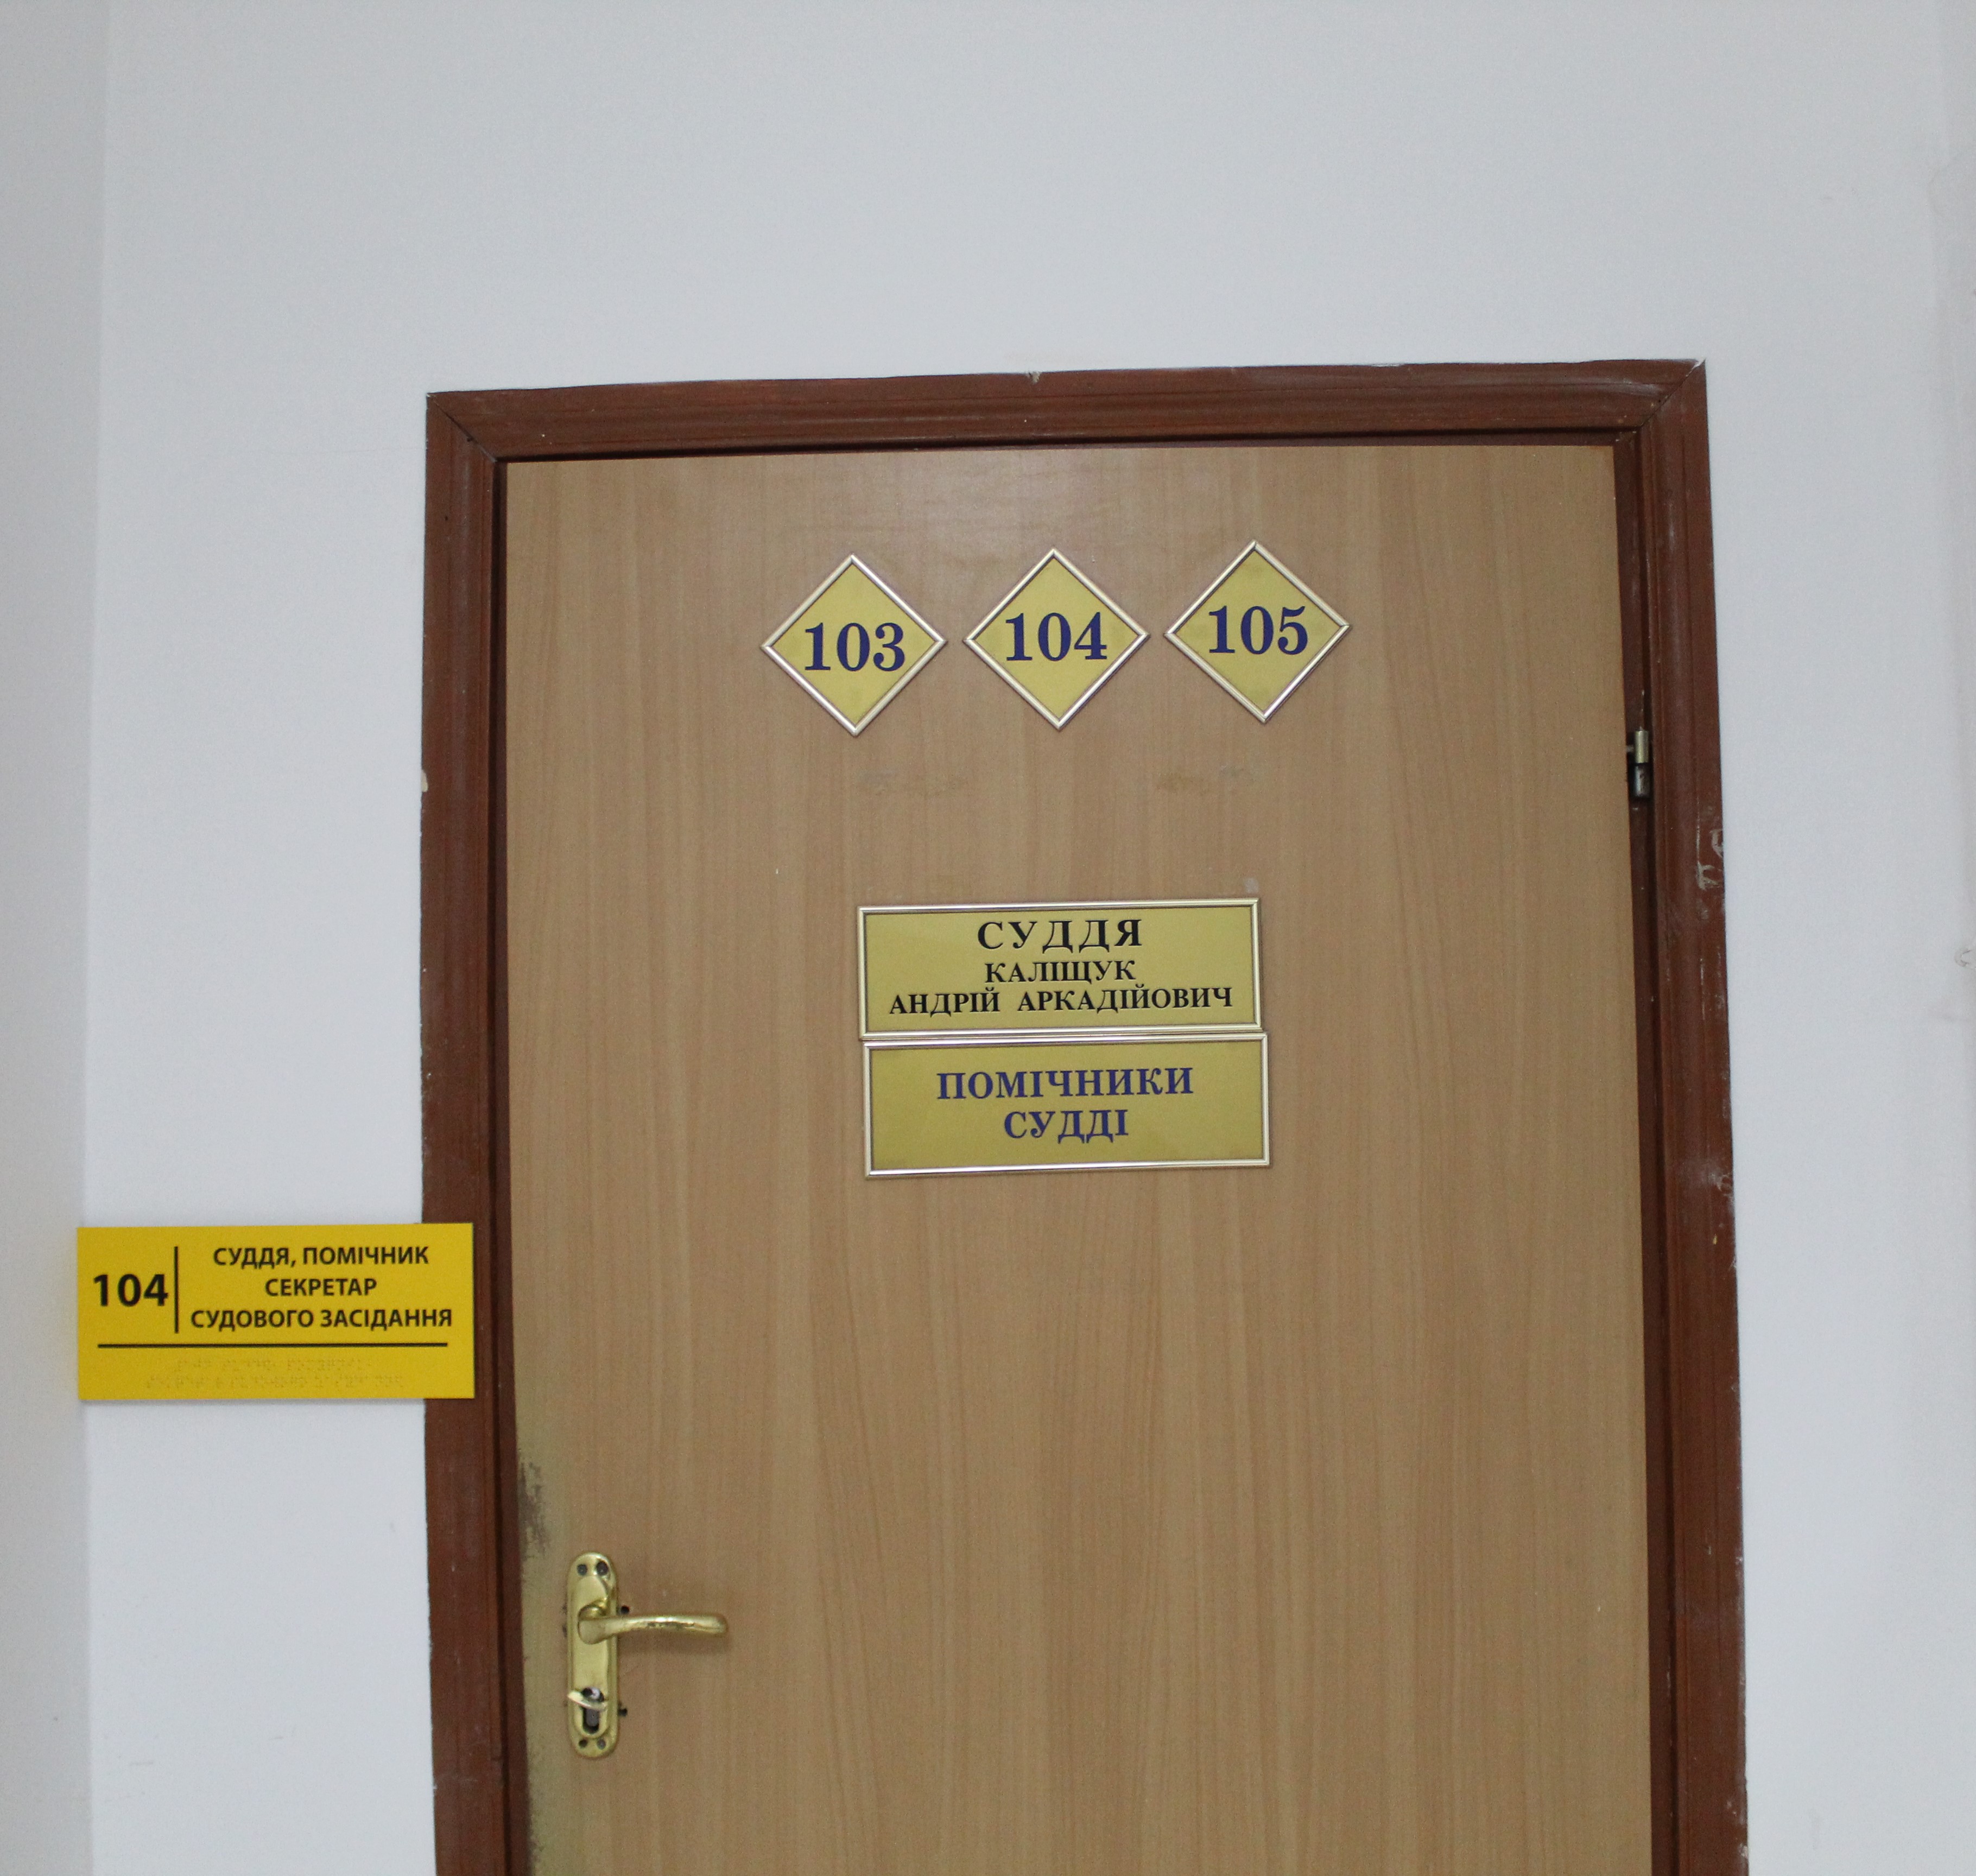 103 104 105
СУДДЯ
КАЛІЩУК
АНДРІЙ АРКАДІЙОВИЧ
ПОМІЧНИКИ
СУДДІ
104
СУДДЯ, ПОМІЧНИК
СЕКРЕТАР
СУДОВОГО ЗАСІДАННЯ